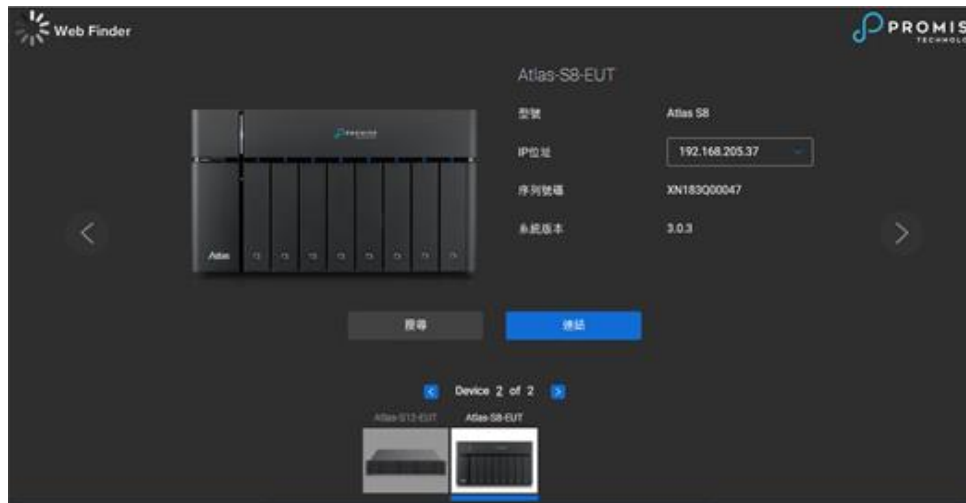 Web Finder
PROMIS
TECHNOLO
Atlas-S8-EUT
型號 Atlas S8
IP位址 192.168.205.37
序列號碼 XN183Q00047
系統版本 3.0.3
PROMISE
Atlas
搜尋 連結
Device 2 of 2
Atlas-S12-EUT Atlas-S8-EUT